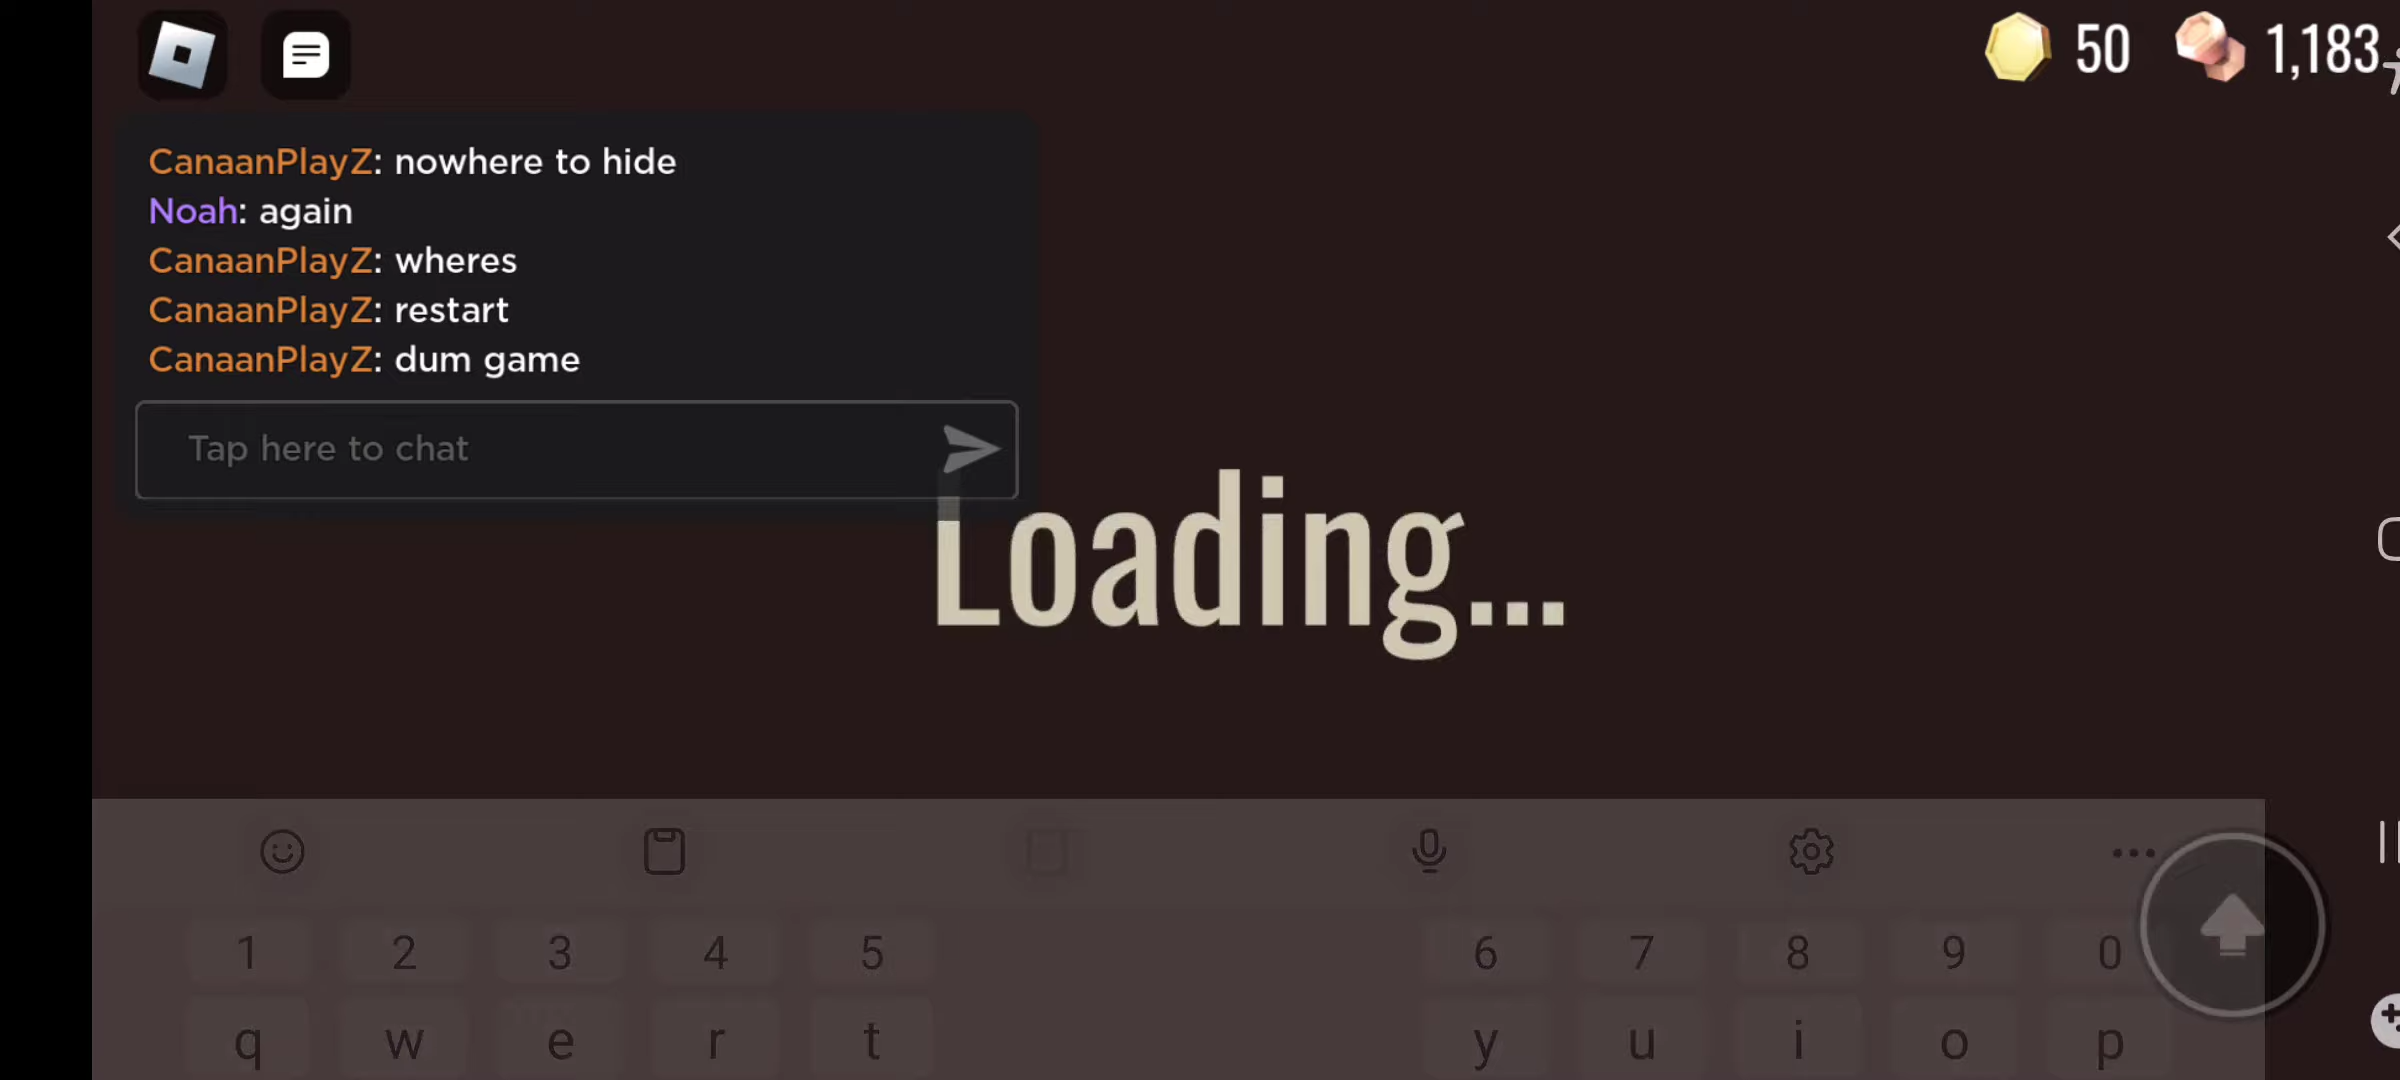 50 1,183
CanaanPlayZ: nowhere to hide
Noah: again
CanaanPlayZ: wheres
CanaanPlayZ: restart
CanaanPlayZ: dum game
Tap here to chat
Loading...
1 2 3 4 5 6 7 8 9 0
q w e r t y u i o p